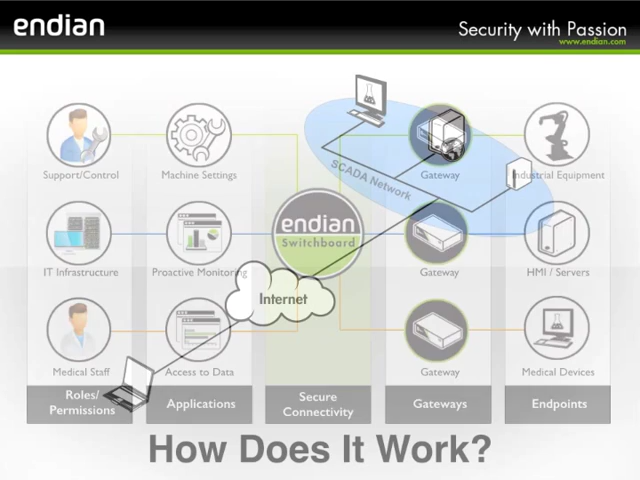 endian
Security with Passion
www.endian.com
Support/Control
Machine Settings
SCADA Network
Gateway
Industrial Equipment
endian
Switchboard
IT Infrastructure
Proactive Monitoring
Gateway
HMI / Servers
Internet
Medical Staff
Access to Data
Gateway
Medical Devices
Roles/
Permissions
Applications
Secure
Connectivity
Gateways
Endpoints
How Does It Work?